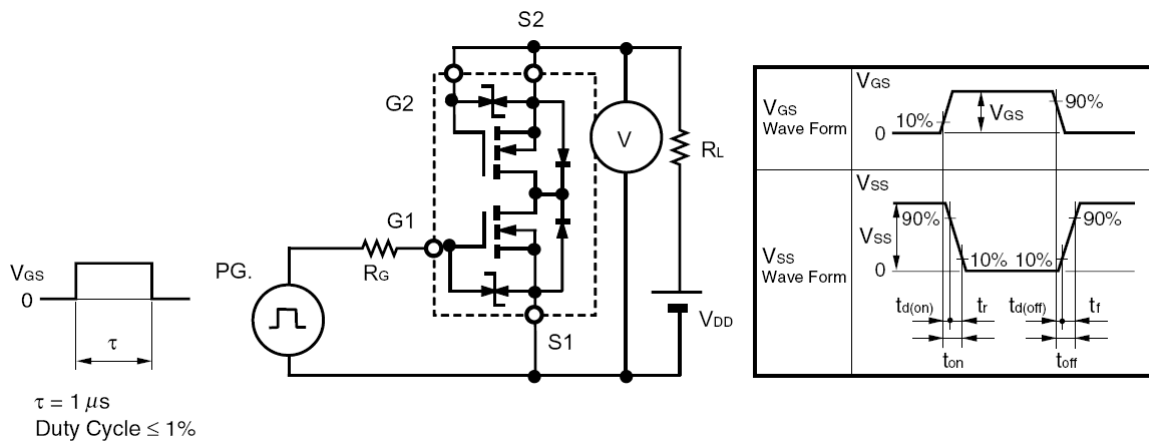 S2
G2
V
RL
G1
RG
PG.
VGS
0
VDD
S1
τ
τ = 1 μs
Duty Cycle ≤ 1%
VGS
Wave Form
VGS
10%
VGS
90%
0
VSS
Wave Form
VSS
90%
VSS
90%
10%
10%
0
td(on)
tr
td(off)
tf
ton
toff